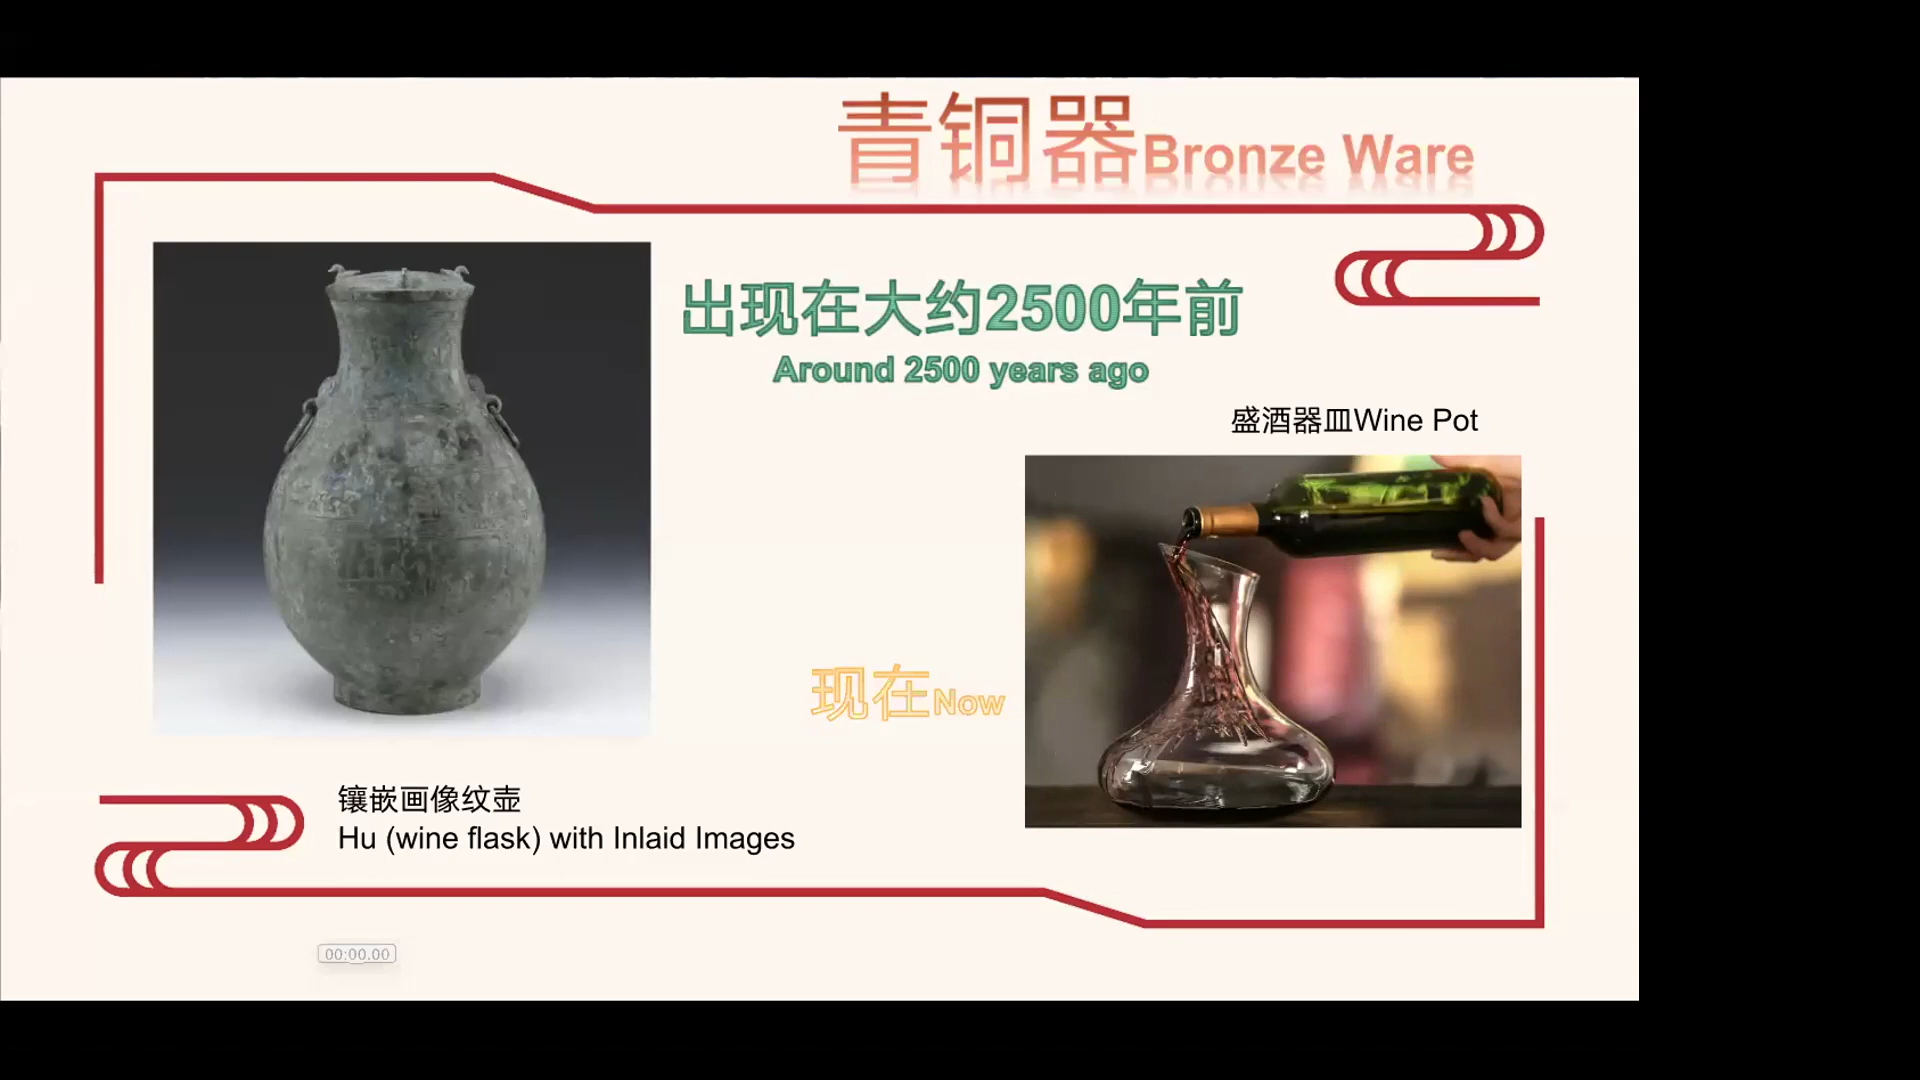 青铜器Bronze Ware
出现在大约2500年前
Around 2500 years ago
盛酒器皿Wine Pot
现在Now
镶嵌画像纹壶
Hu (wine flask) with Inlaid Images
00:00.00